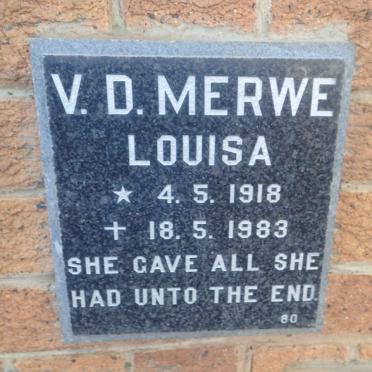 V. D. MERWE
LOUISA
★ 4. 5. 1918
✝ 18. 5. 1983
SHE GAVE ALL SHE
HAD UNTO THE END.
80